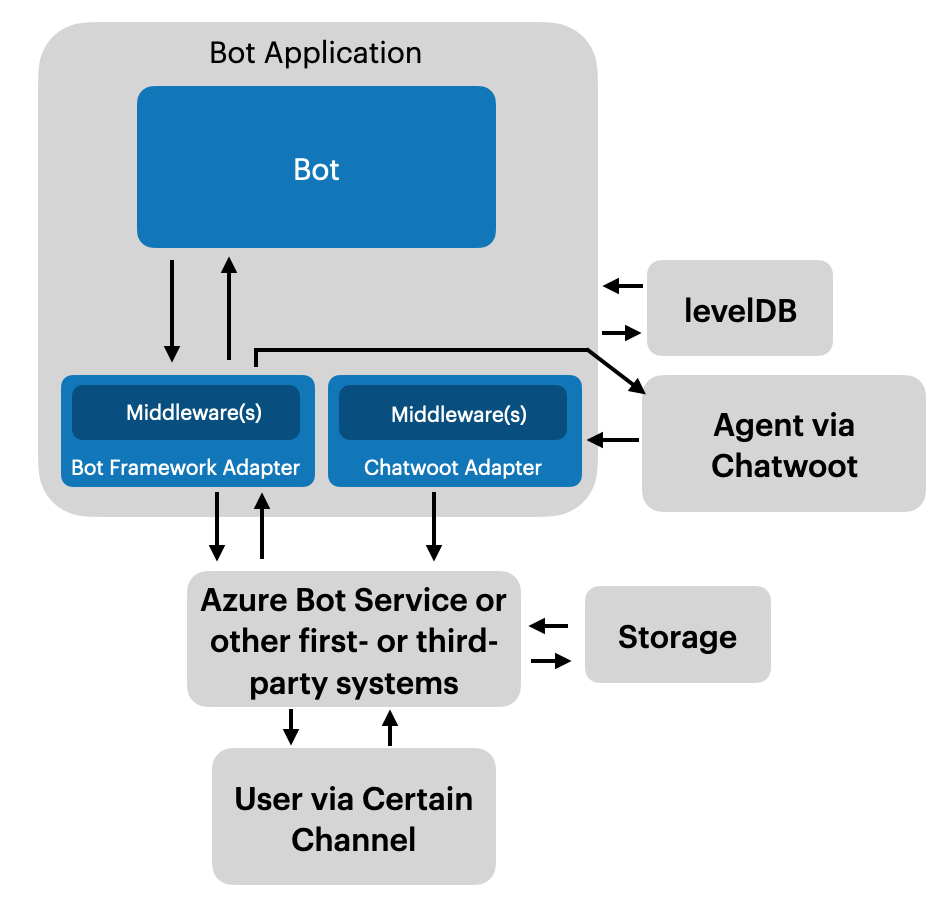 Bot Application
Bot
levelDB
Middleware(s)
Bot Framework Adapter
Middleware(s)
Chatwoot Adapter
Agent via
Chatwoot
Azure Bot Service or
other first- or third-
party systems
Storage
User via Certain
Channel